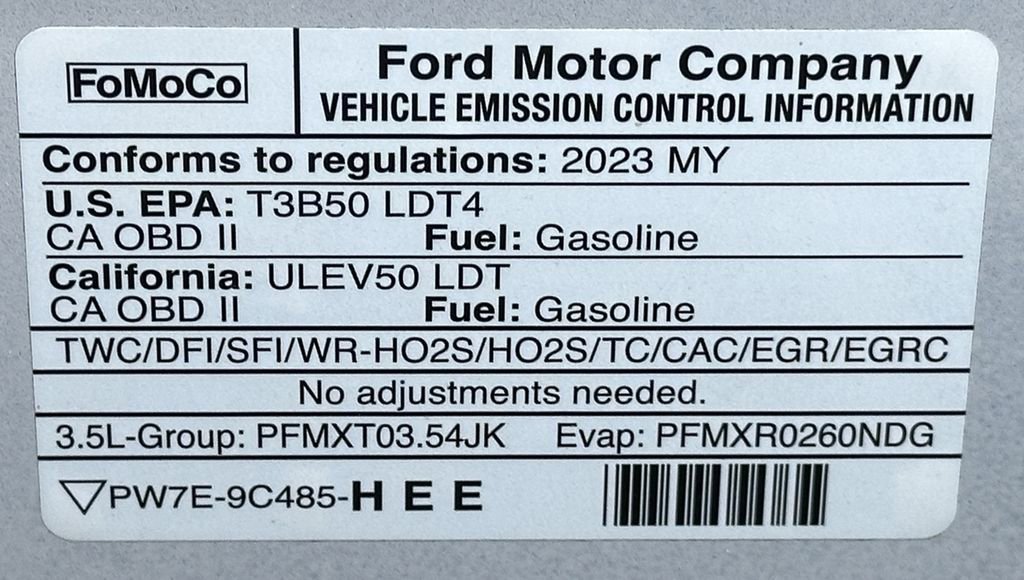 FoMoCo
Ford Motor Company
VEHICLE EMISSION CONTROL INFORMATION
Conforms to regulations: 2023 MY
U.S. EPA: T3B50 LDT4
CA OBD II Fuel: Gasoline
California: ULEV50 LDT
CA OBD II Fuel: Gasoline
TWC/DFI/SFI/WR-HO2S/HO2S/TC/CAC/EGR/EGRC
No adjustments needed.
3.5L-Group: PFMXT03.54JK Evap: PFMXR0260NDG
PW7E-9C485-H E E